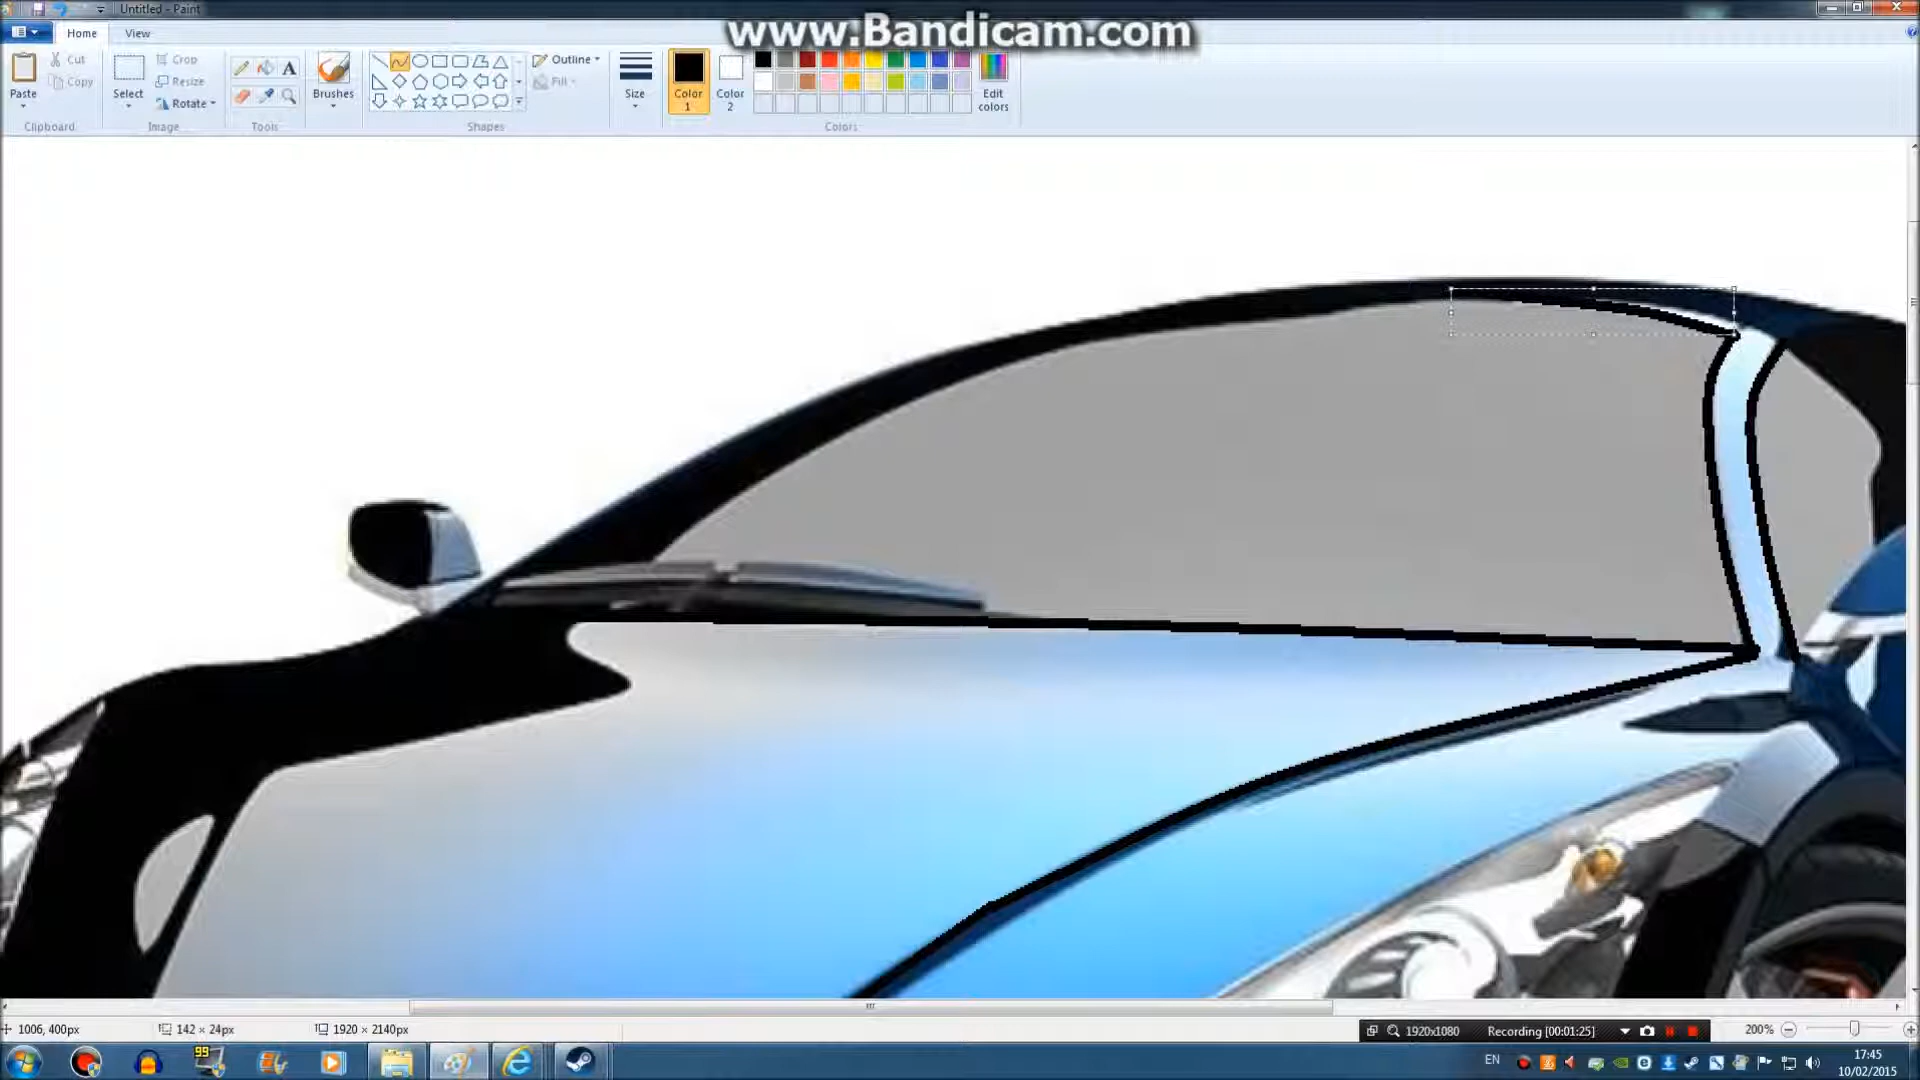 Untitled - Paint
www.Bandicam.com
Home
View
Paste
Cut
Copy
Clipboard
Select
Crop
Resize
Rotate
Image
A
Tools
Brushes
Outline
Fill
Shapes
Size
Color 1
Color 2
Edit colors
Colors
1006, 400px
142 × 24px
1920 × 2140px
1920x1080
Recording [00:01:25]
200%
99
EN
17:45
10/02/2015